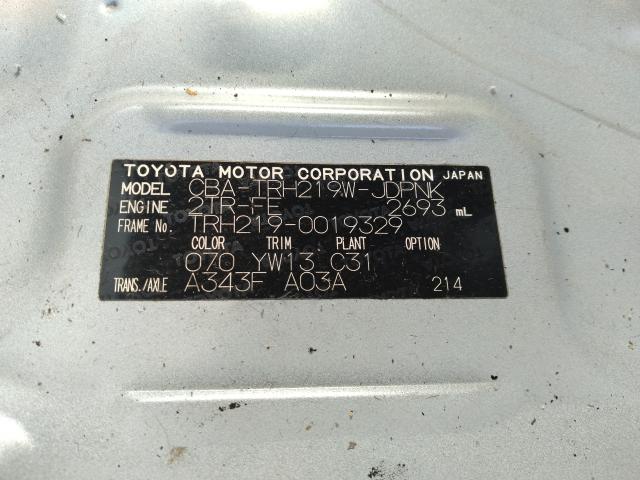 TOYOTA MOTOR CORPORATION JAPAN
MODEL CBA-TRH219W-JDPNK
ENGINE 2TR-FE 2693 mL
FRAME No. TRH219-0019329
COLOR TRIM PLANT OPTION
070 YW13 C31
TRANS./AXLE A343F A03A 214